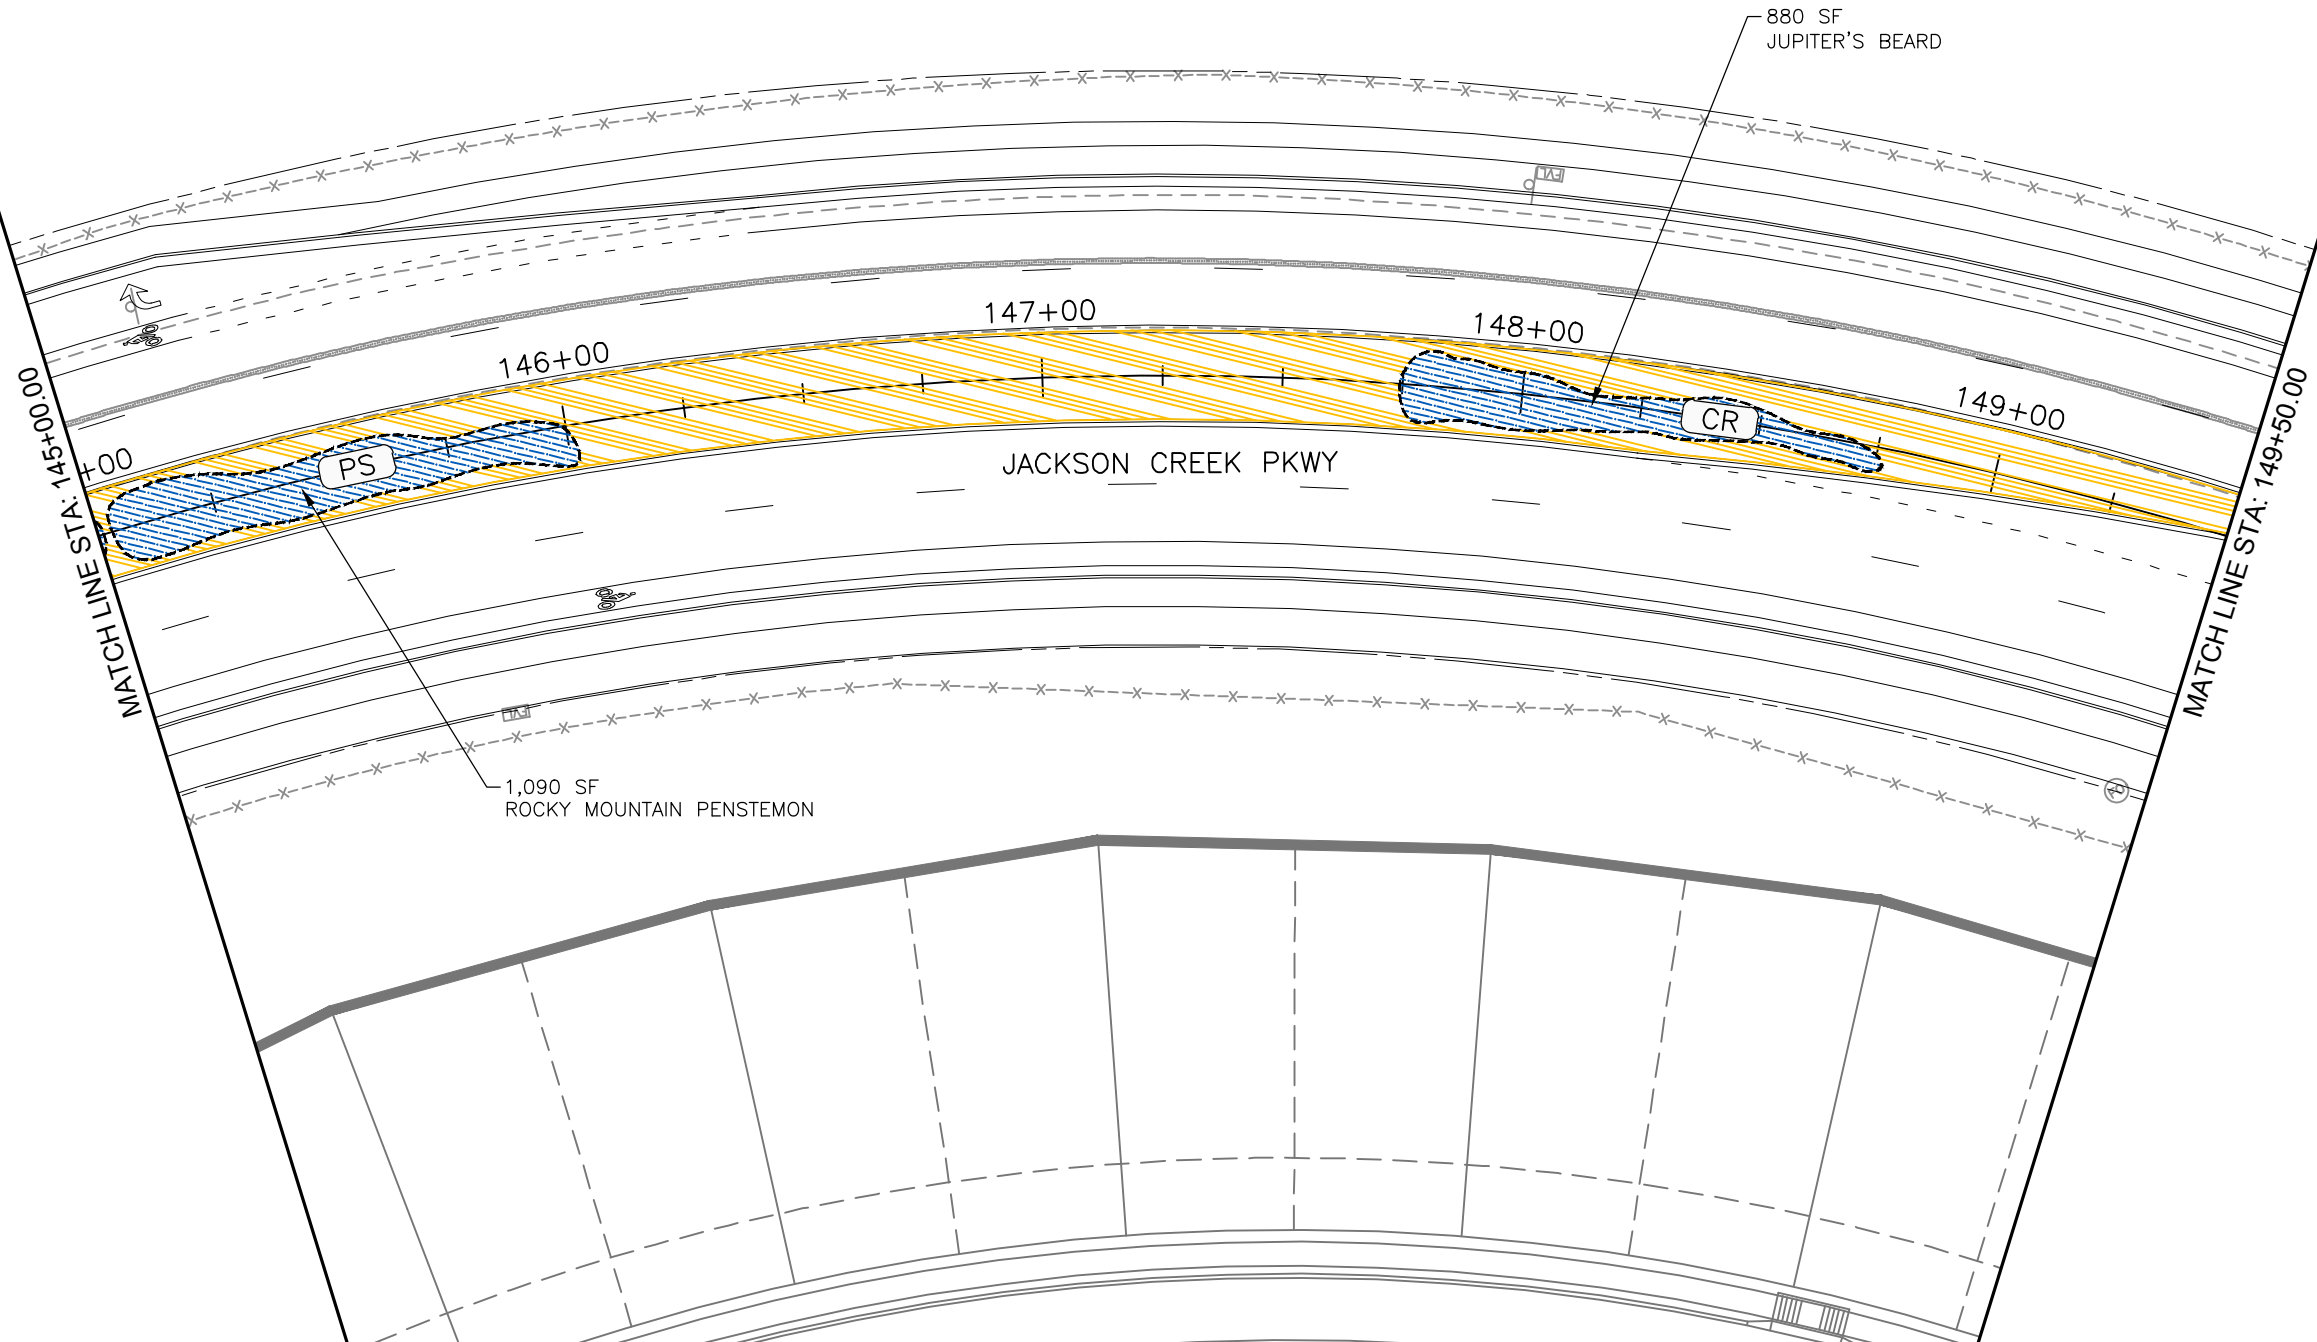 880 SF
JUPITER'S BEARD
147+00
148+00
146+00
149+00
+00
MATCH LINE STA: 145+00.00
MATCH LINE STA: 149+50.00
CR
PS
JACKSON CREEK PKWY
1,090 SF
ROCKY MOUNTAIN PENSTEMON